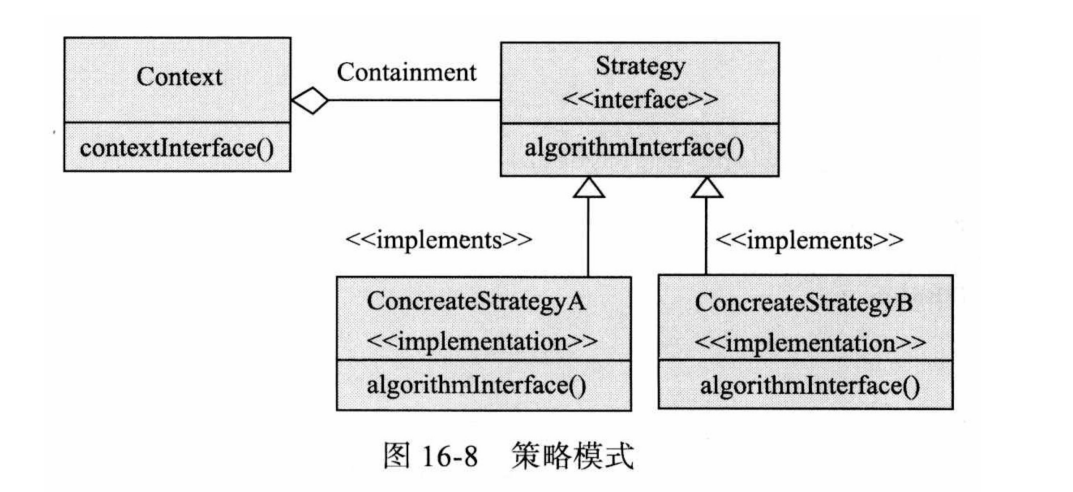 Context
contextInterface()
Containment
Strategy
<<interface>>
algorithmInterface()
<<implements>>
<<implements>>
ConcreateStrategyA
<<implementation>>
algorithmInterface()
ConcreateStrategyB
<<implementation>>
algorithmInterface()
图 16-8 策略模式